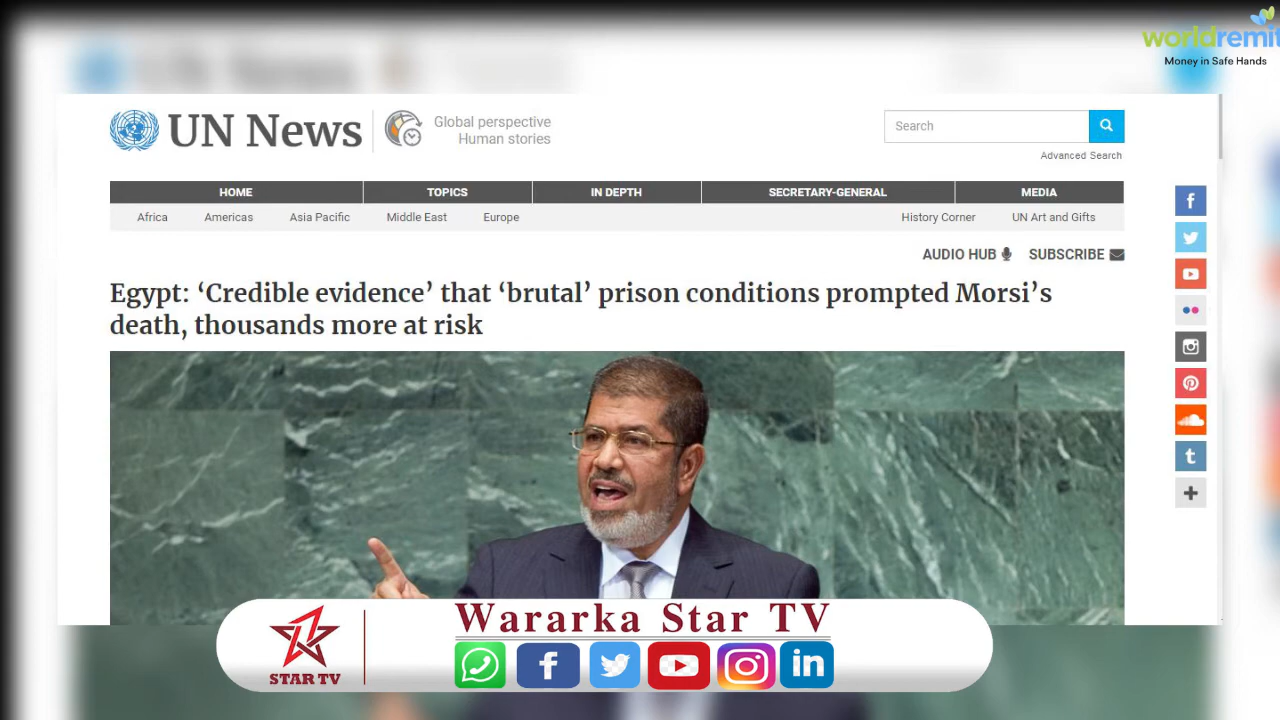 worldremit
Money in Safe Hands
UN News
Global perspective
Human stories
Search
Advanced Search
HOME
TOPICS
IN DEPTH
SECRETARY-GENERAL
MEDIA
Africa
Americas
Asia Pacific
Middle East
Europe
History Corner
UN Art and Gifts
AUDIO HUB
SUBSCRIBE
Egypt: ‘Credible evidence’ that ‘brutal’ prison conditions prompted Morsi’s
death, thousands more at risk
Wararka Star TV
STAR TV